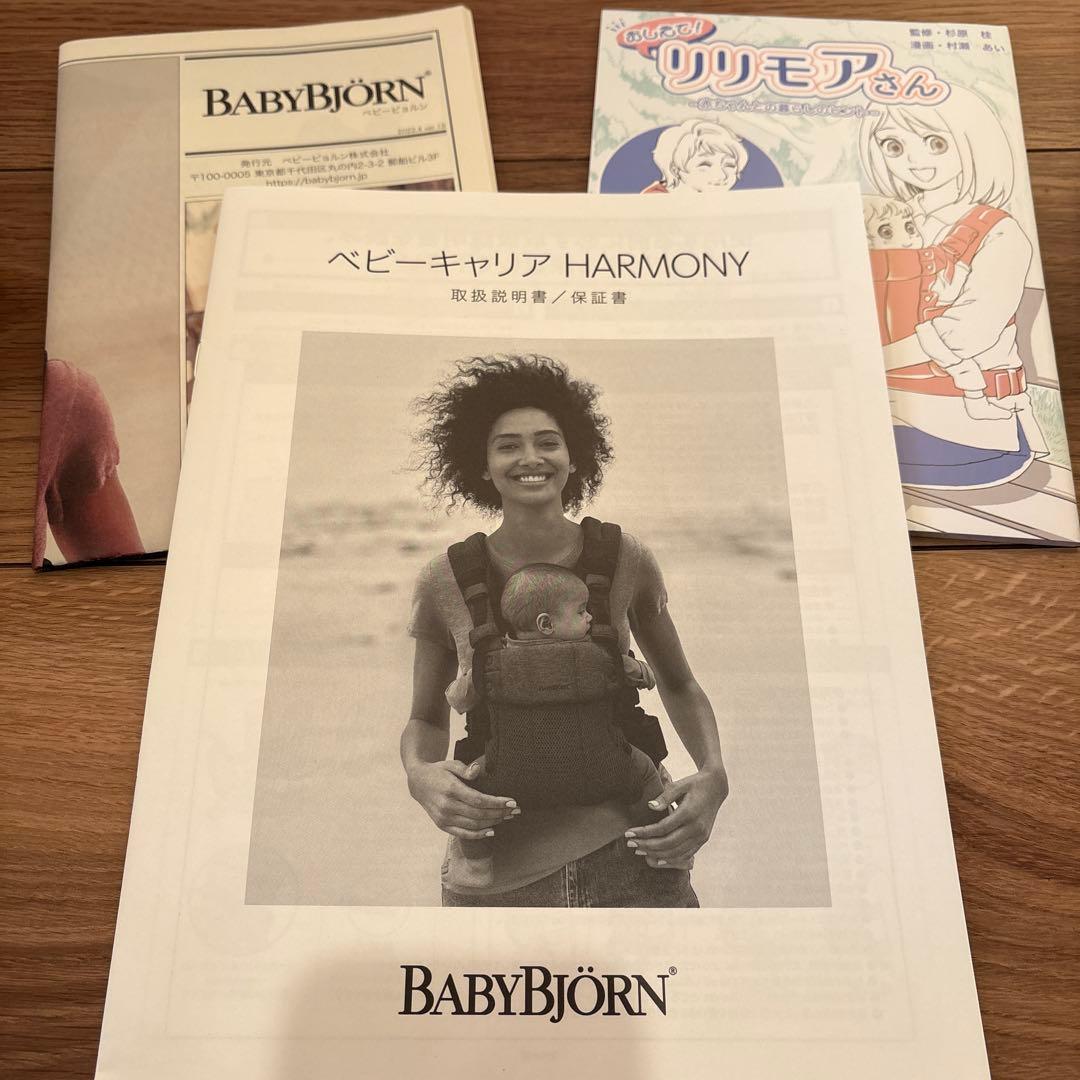 BABYBJÖRN®
ベビービョルン
発行元 ベビービョルン株式会社
〒100-0005 東京都千代田区丸の内2-3-2 郵船ビル3F
https://babybjorn.jp
おしえて!
リリモアさん
監修・杉原 桂
漫画・村瀬 あい
ベビーキャリア HARMONY
取扱説明書/保証書
BABYBJÖRN®